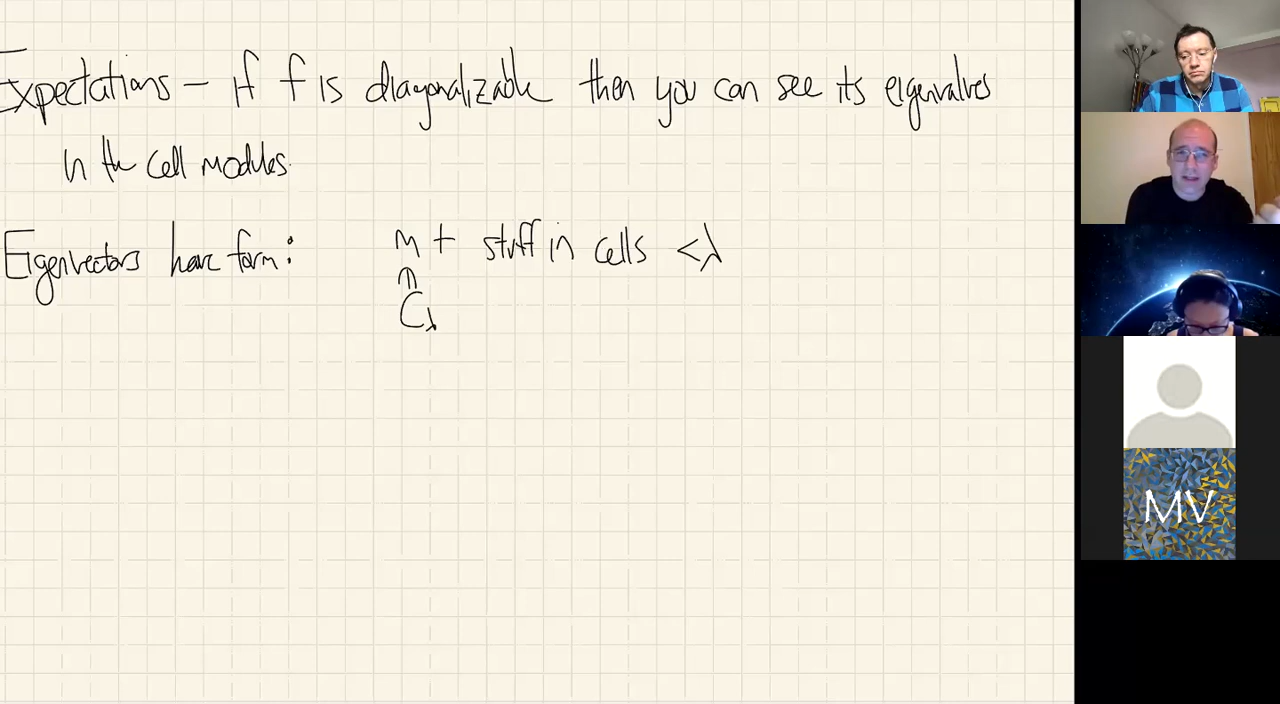 Expectations - if f is diagonalizable then you can see its eigenvalues
in the cell modules.
Eigenvectors have form: m + stuff in cells < λ
⇑
Cλ
MV